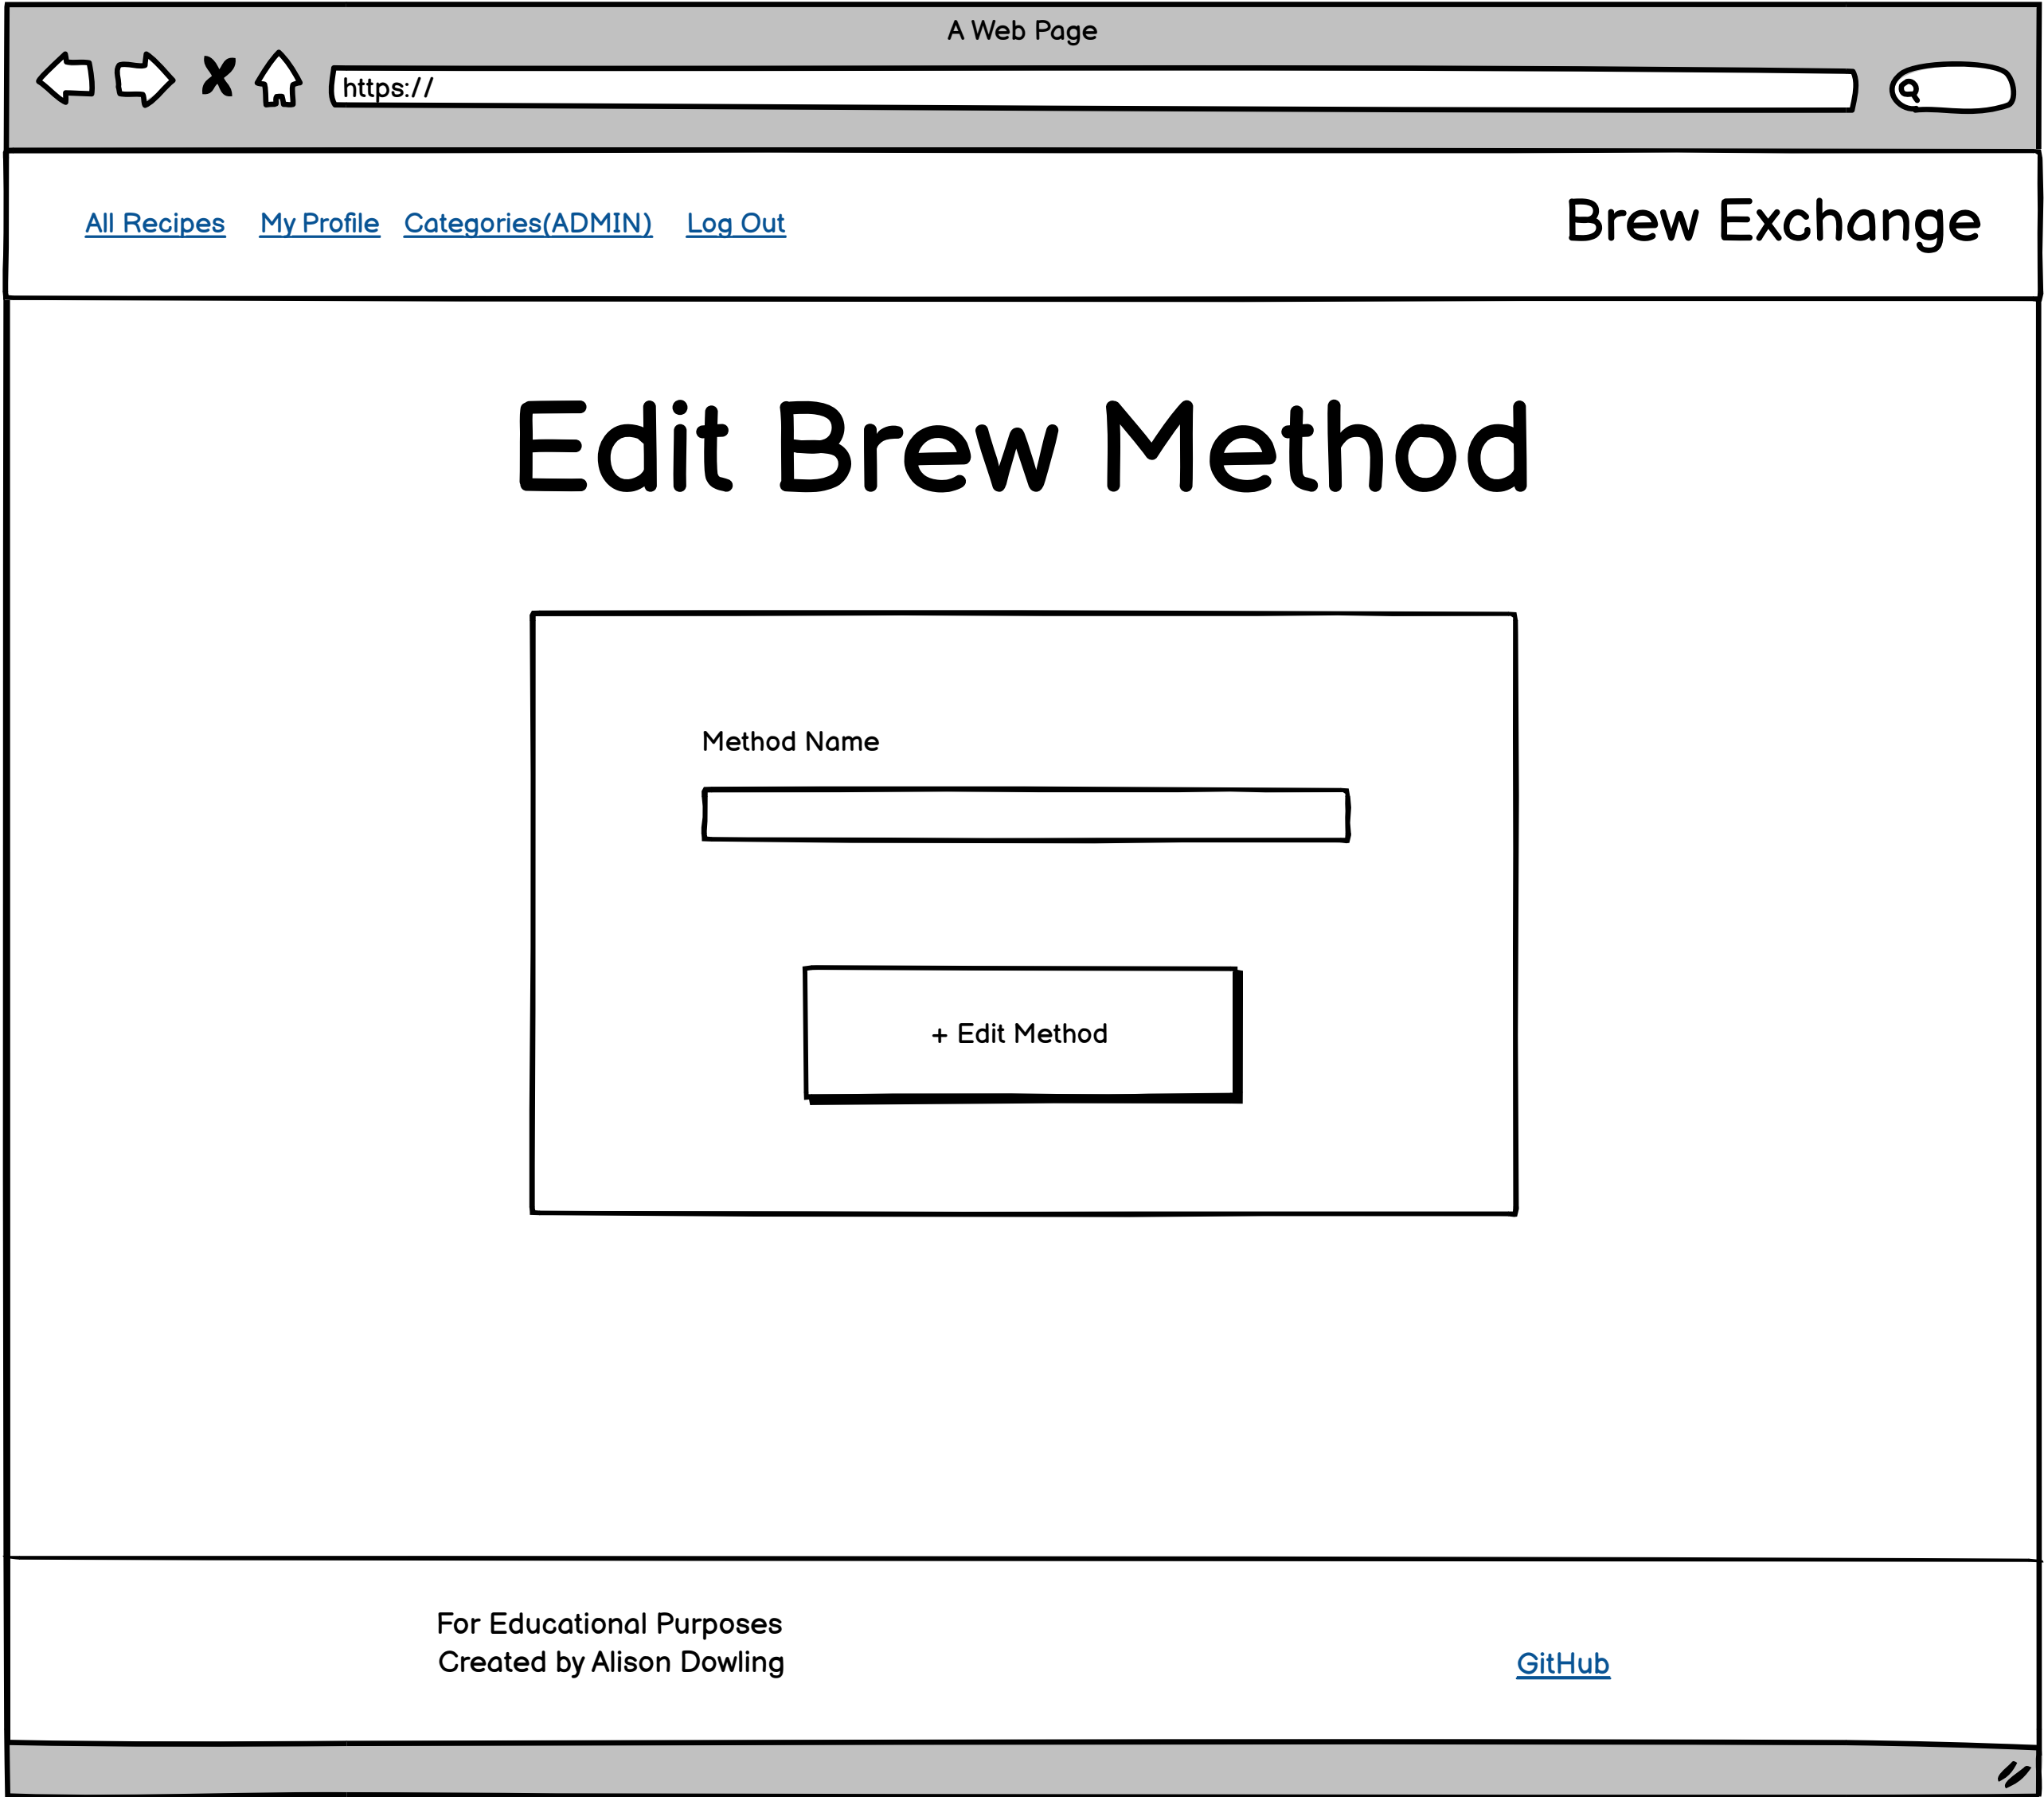 A Web Page
https://
All Recipes My Profile Categories(ADMIN) Log Out Brew Exchange
Edit Brew Method
Method Name
+ Edit Method
For Educational Purposes
Created by Alison Dowling
GitHub